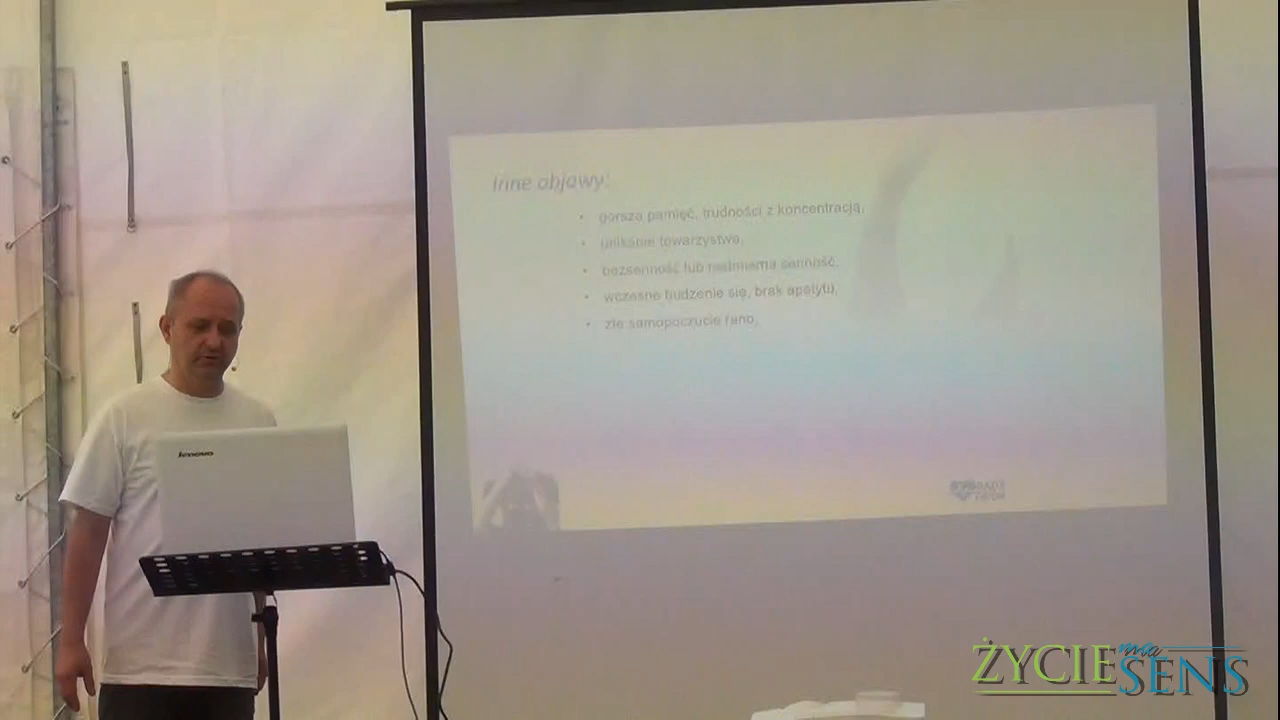 Inne objawy:
• gorsza pamięć, trudności z koncentracją,
• unikanie towarzystwa,
• bezsenność lub nadmierna senność,
• wczesne budzenie się, brak apetytu,
• złe samopoczucie rano,
lenovo
ŻYCIE ma SENS